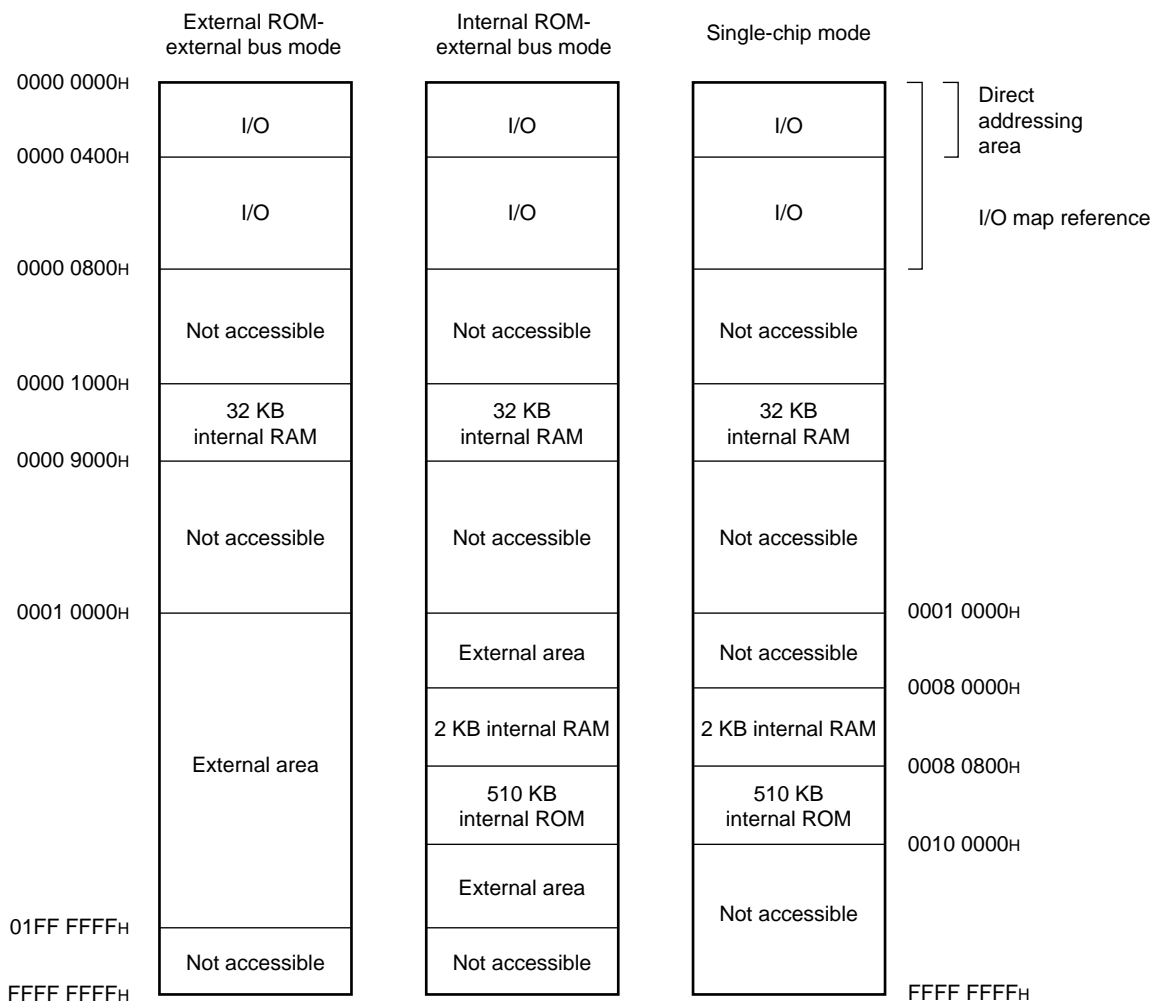 External ROM-
external bus mode
Internal ROM-
external bus mode
Single-chip mode
0000 0000H
I/O
I/O
I/O
Direct
addressing
area
0000 0400H
I/O
I/O
I/O
I/O map reference
0000 0800H
Not accessible
Not accessible
Not accessible
0000 1000H
32 KB
internal RAM
32 KB
internal RAM
32 KB
internal RAM
0000 9000H
Not accessible
Not accessible
Not accessible
0001 0000H
0001 0000H
External area
Not accessible
0008 0000H
2 KB internal RAM
2 KB internal RAM
External area
0008 0800H
510 KB
internal ROM
510 KB
internal ROM
0010 0000H
External area
Not accessible
01FF FFFFH
Not accessible
Not accessible
FFFF FFFFH
FFFF FFFFH